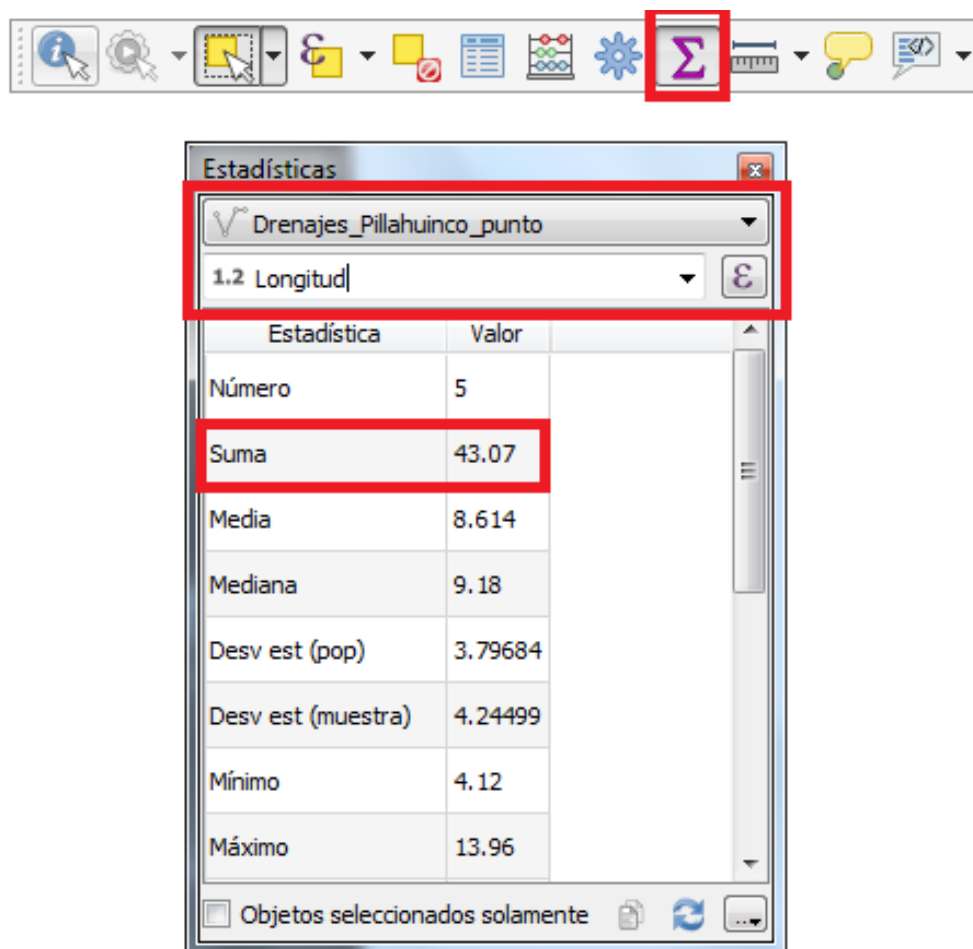 ε
Σ
</>
Estadísticas
Drenajes_Pillahuinco_punto
1.2 Longitud
ε
Estadística Valor
Número 5
Suma 43.07
Media 8.614
Mediana 9.18
Desv est (pop) 3.79684
Desv est (muestra) 4.24499
Mínimo 4.12
Máximo 13.96
Objetos seleccionados solamente ...